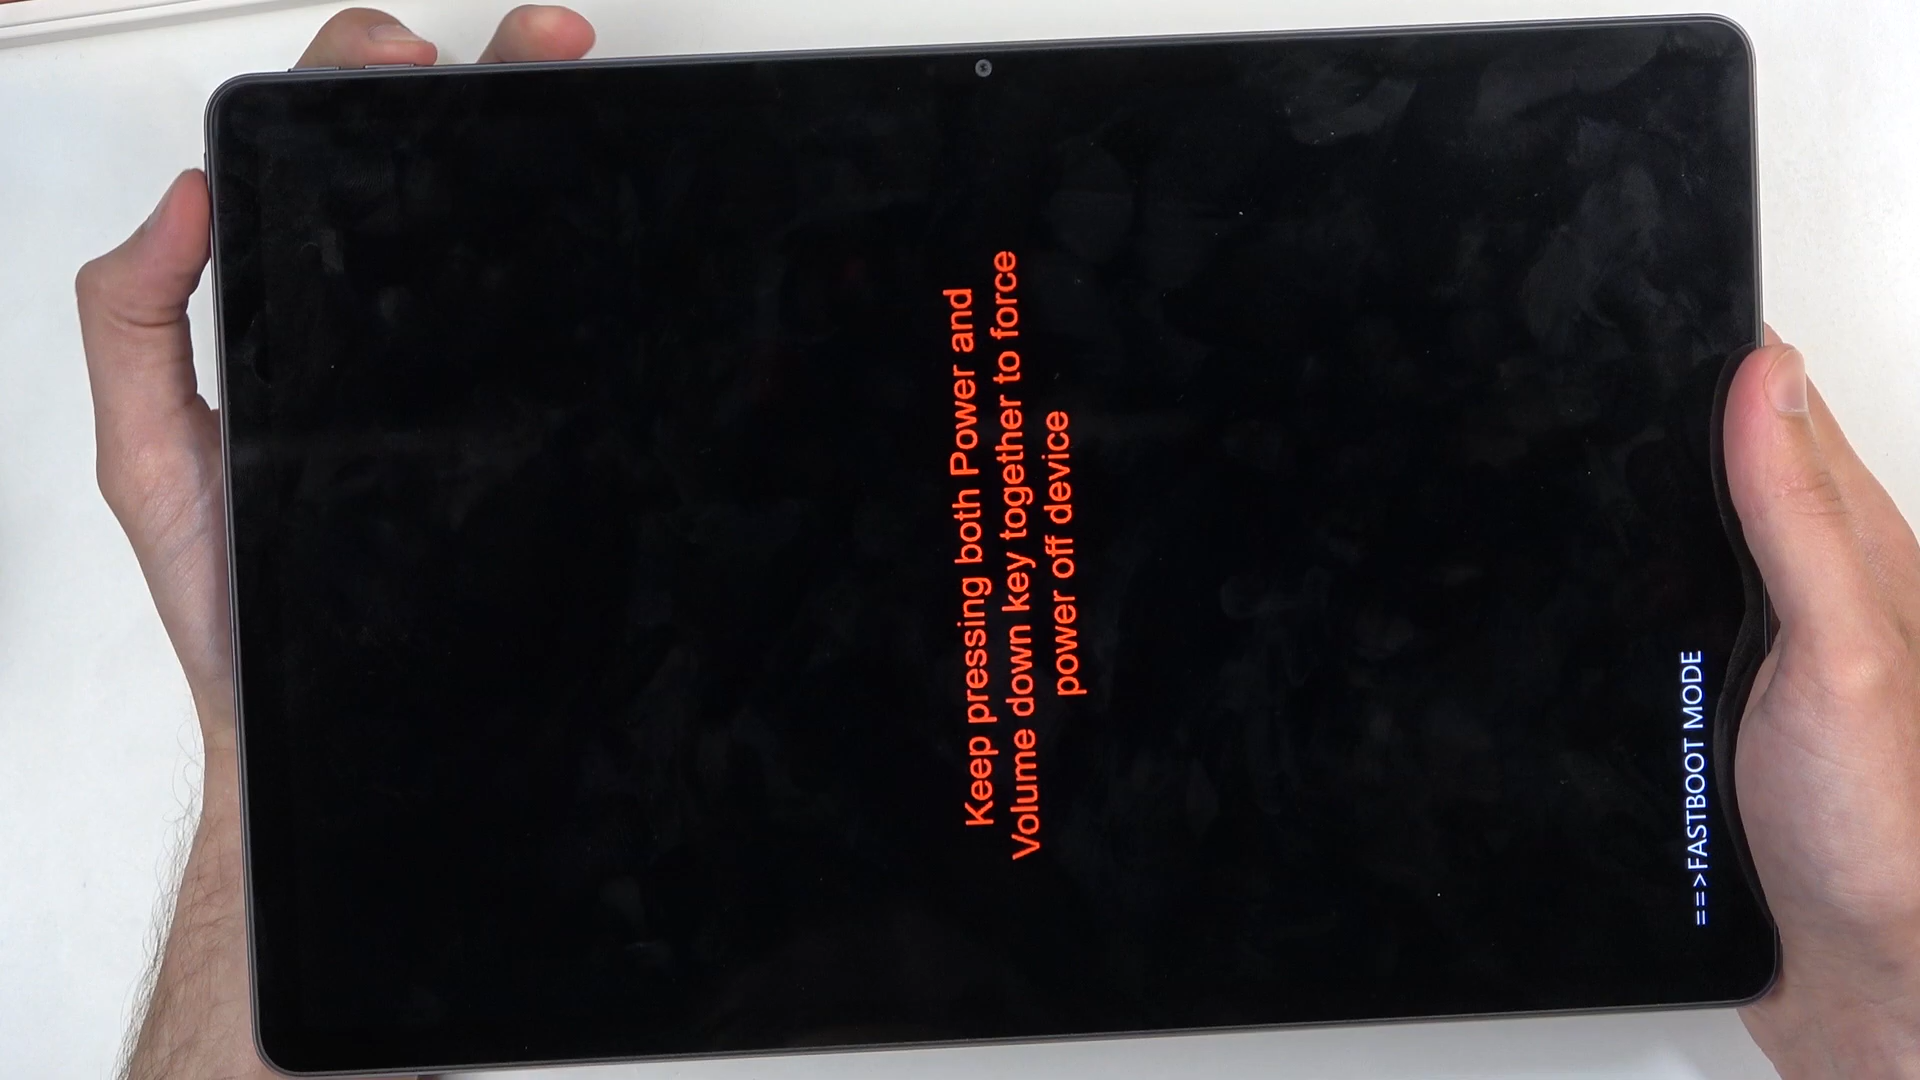 Keep pressing both Power and
Volume down key together to force
power off device
==>FASTBOOT MODE